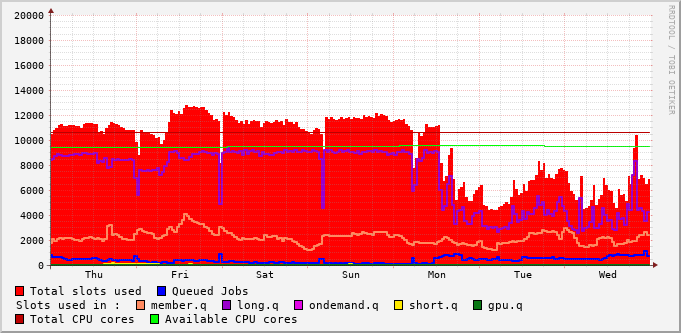 20000
18000
16000
14000
12000
10000
8000
6000
4000
2000
0
Thu Fri Sat Sun Mon Tue Wed
RRDTOOL / TOBI OETIKER
Total slots used Queued Jobs
Slots used in : member.q long.q ondemand.q short.q gpu.q
Total CPU cores Available CPU cores